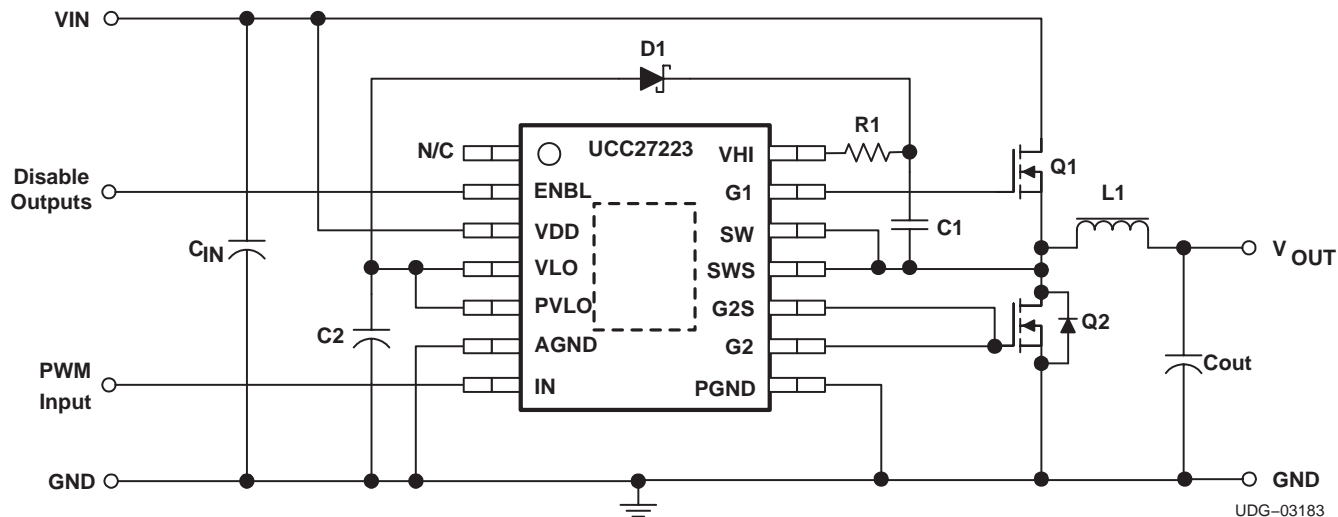 VIN
D1
R1
N/C
UCC27223
VHI
Q1
Disable
Outputs
ENBL
G1
L1
VDD
SW
C1
CIN
VLO
SWS
VOUT
PVLO
G2S
Q2
C2
AGND
G2
PWM
Input
IN
PGND
Cout
GND
GND
UDG–03183